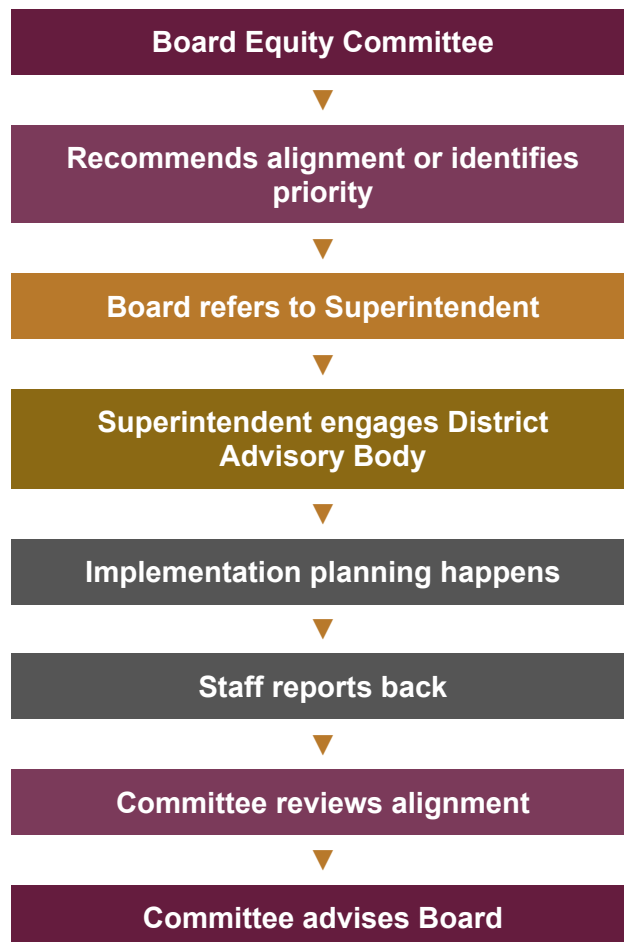 Board Equity Committee
Recommends alignment or identifies
priority
Board refers to Superintendent
Superintendent engages District
Advisory Body
Implementation planning happens
Staff reports back
Committee reviews alignment
Committee advises Board